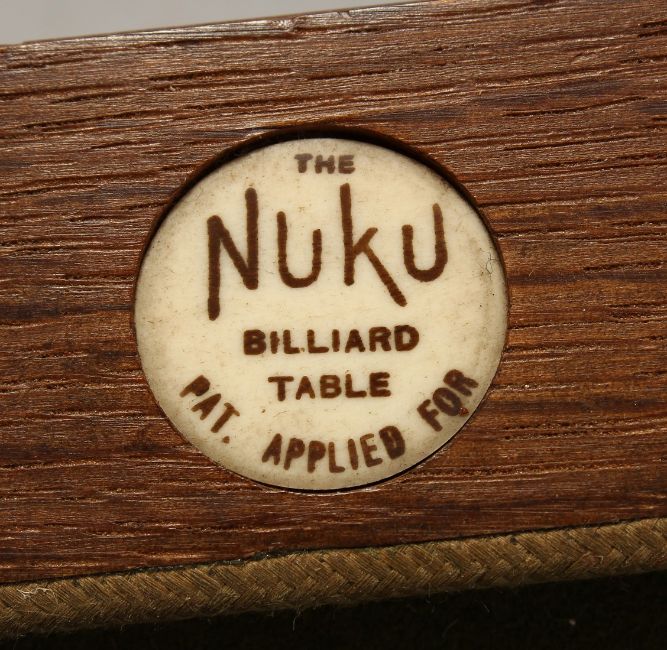 THE
NUKU
BILLIARD
TABLE
PAT. APPLIED FOR